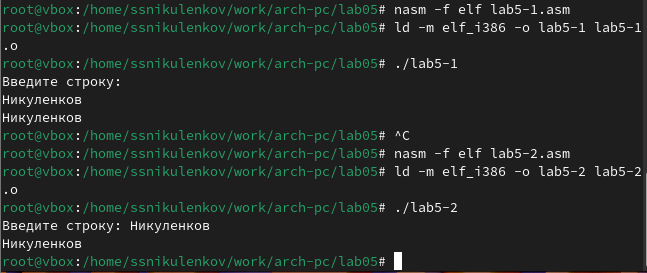 root@vbox:/home/ssnikulenkov/work/arch-pc/lab05# nasm -f elf lab5-1.asm
root@vbox:/home/ssnikulenkov/work/arch-pc/lab05# ld -m elf_i386 -o lab5-1 lab5-1
.o
root@vbox:/home/ssnikulenkov/work/arch-pc/lab05# ./lab5-1
Введите строку:
Никуленков
Никуленков
root@vbox:/home/ssnikulenkov/work/arch-pc/lab05# ^C
root@vbox:/home/ssnikulenkov/work/arch-pc/lab05# nasm -f elf lab5-2.asm
root@vbox:/home/ssnikulenkov/work/arch-pc/lab05# ld -m elf_i386 -o lab5-2 lab5-2
.o
root@vbox:/home/ssnikulenkov/work/arch-pc/lab05# ./lab5-2
Введите строку: Никуленков
Никуленков
root@vbox:/home/ssnikulenkov/work/arch-pc/lab05#